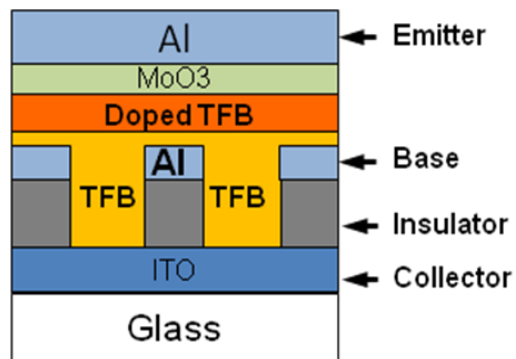 Al
Emitter
MoO3
Doped TFB
Al
Base
TFB
TFB
Insulator
ITO
Collector
Glass